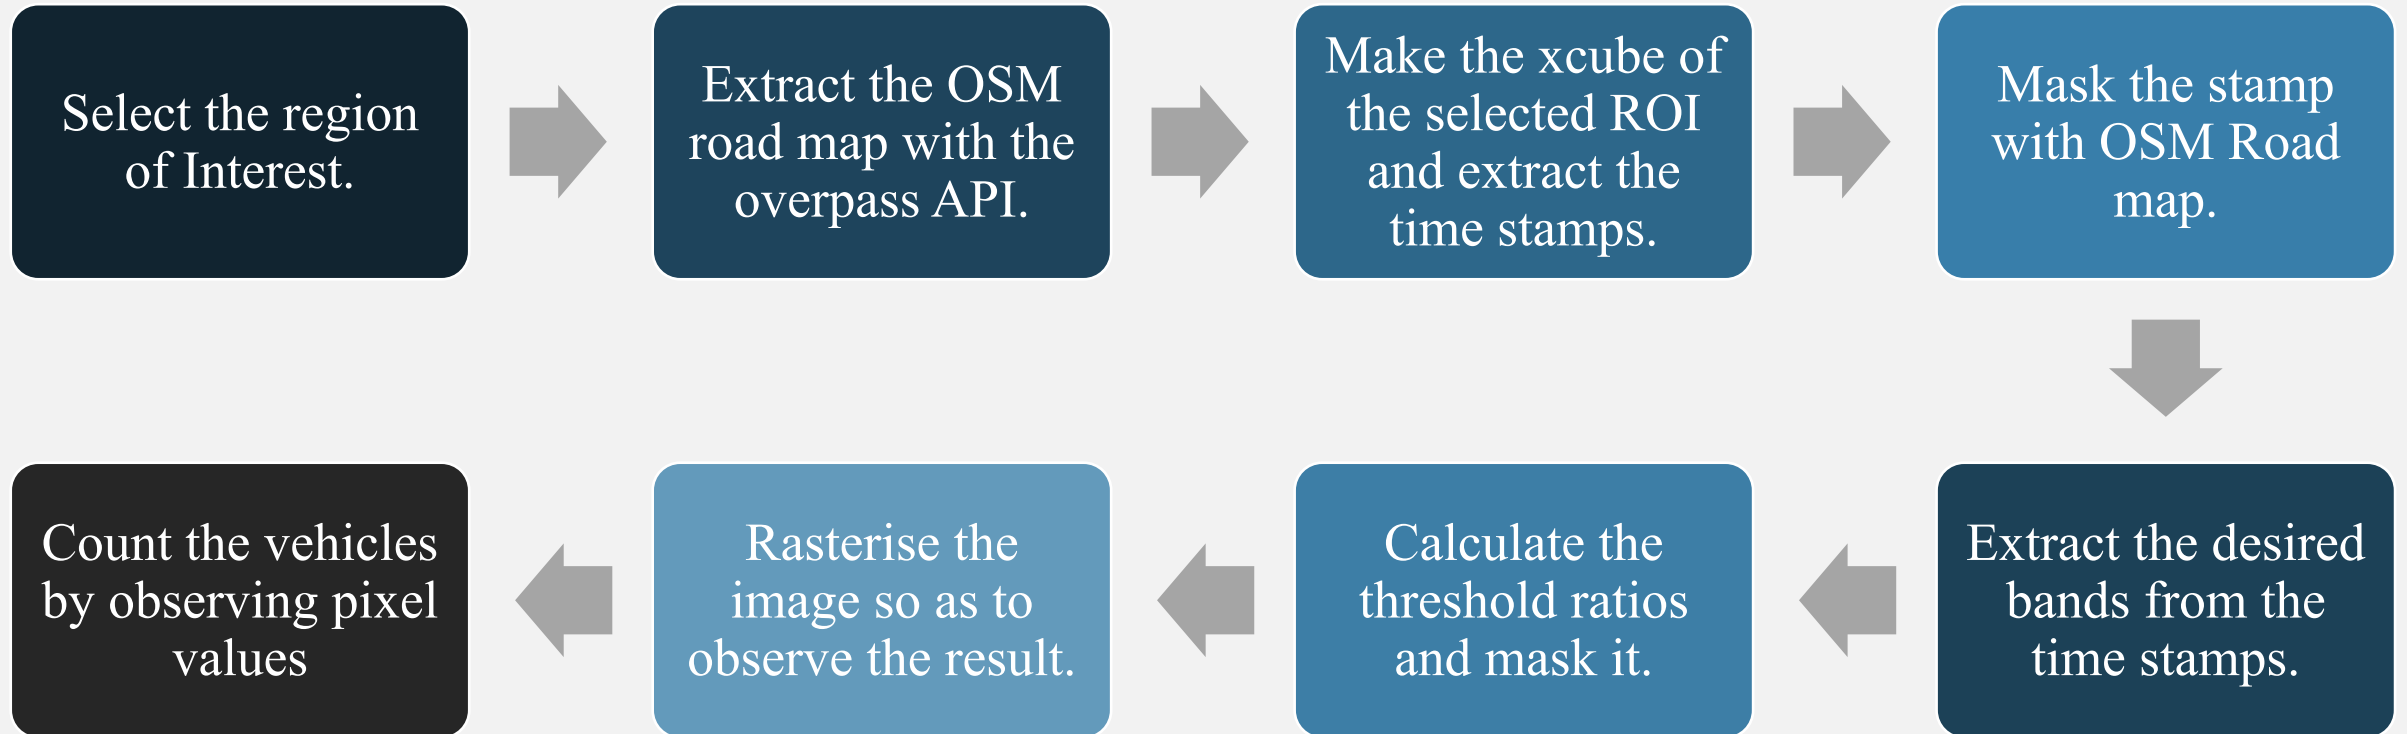 Select the region
of Interest.
Extract the OSM
road map with the
overpass API.
Make the xcube of
the selected ROI
and extract the
time stamps.
Mask the stamp
with OSM Road
map.
Extract the desired
bands from the
time stamps.
Calculate the
threshold ratios
and mask it.
Rasterise the
image so as to
observe the result.
Count the vehicles
by observing pixel
values